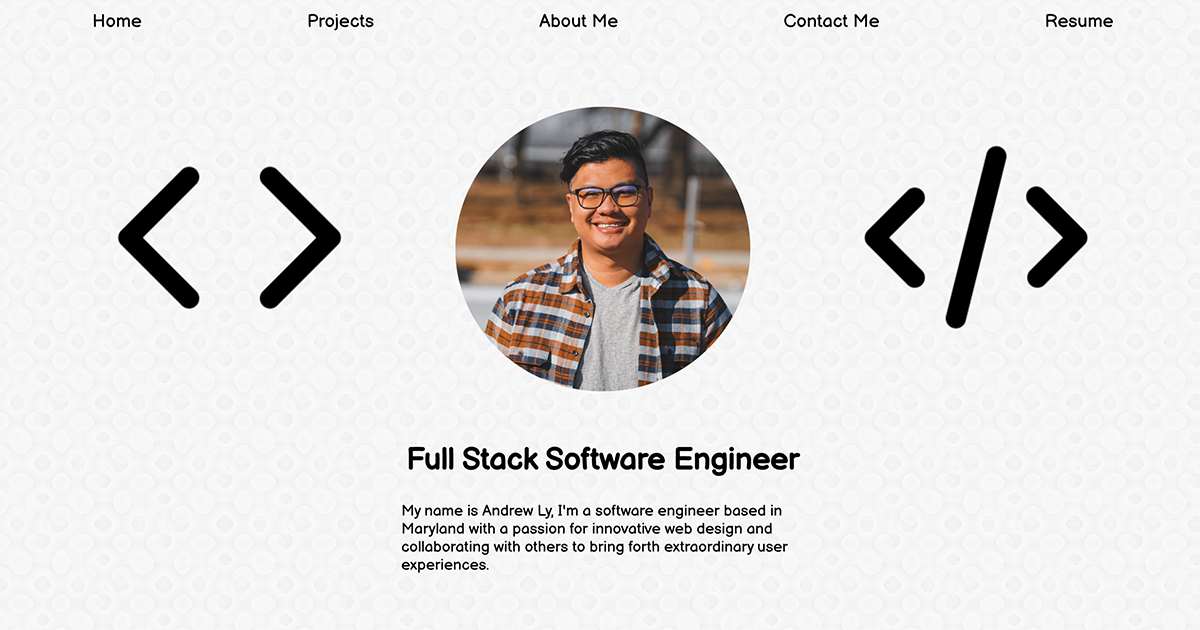 Home Projects About Me Contact Me Resume
Full Stack Software Engineer
My name is Andrew Ly, I'm a software engineer based in
Maryland with a passion for innovative web design and
collaborating with others to bring forth extraordinary user
experiences.